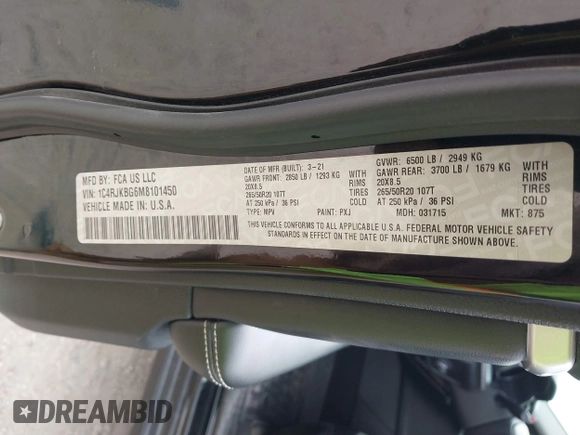 MFD BY: FCA US LLC
VIN: 1C4RJKBG6M8101450
VEHICLE MADE IN U.S.A.
DATE OF MFR (BUILT): 3-21
GVWR: 6500 LB / 2949 KG
GAWR FRONT: 2850 LB / 1293 KG WITH
GAWR REAR: 3700 LB / 1679 KG WITH
20X8.5 RIMS
20X8.5 RIMS
265/50R20 107T TIRES
265/50R20 107T TIRES
AT 250 kPa / 36 PSI COLD
AT 250 kPa / 36 PSI COLD
TYPE: MPV PAINT: PXJ MDH: 031715 MKT: 875
THIS VEHICLE CONFORMS TO ALL APPLICABLE U.S.A. FEDERAL MOTOR VEHICLE SAFETY
STANDARDS IN EFFECT ON THE DATE OF MANUFACTURE SHOWN ABOVE.
DREAMBID